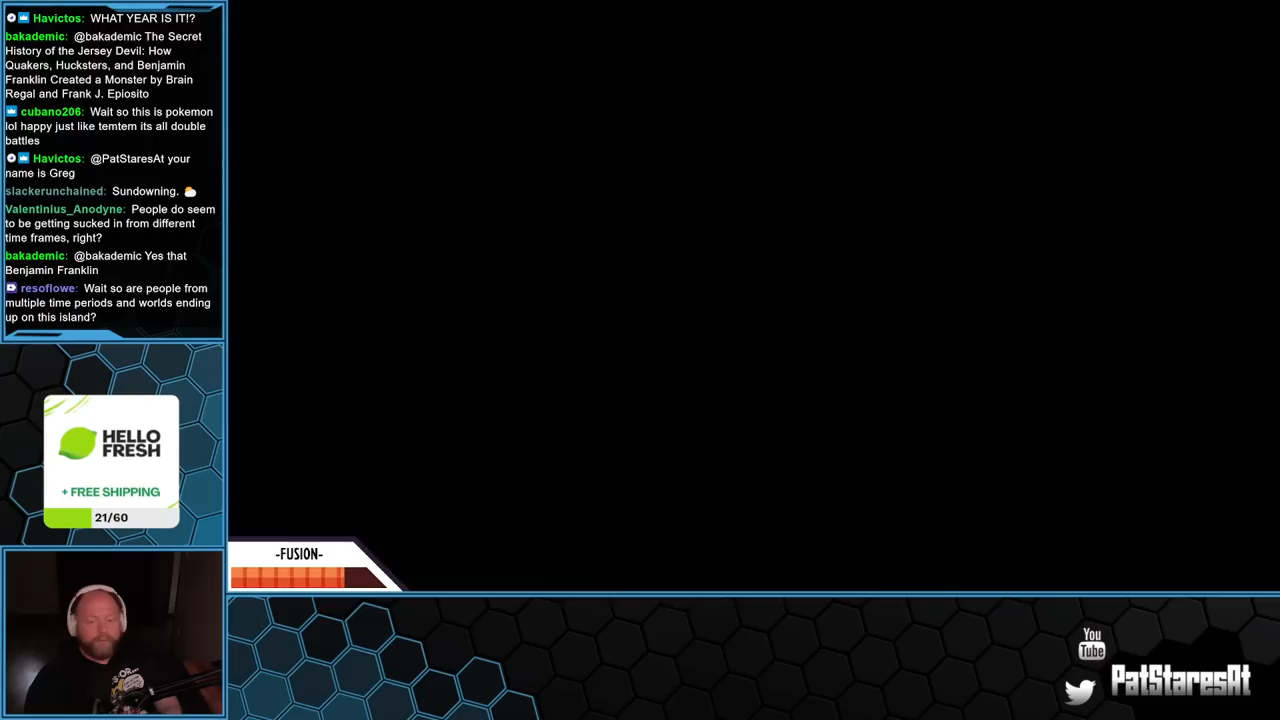 Havictos: WHAT YEAR IS IT!?
bakademic: @bakademic The Secret
History of the Jersey Devil: How
Quakers, Hucksters, and Benjamin
Franklin Created a Monster by Brain
Regal and Frank J. Epiosito
cubano206: Wait so this is pokemon
lol happy just like temtem its all double
battles
Havictos: @PatStaresAt your
name is Greg
slackerunchained: Sundowning. 🌥️
Valentinius_Anodyne: People do seem
to be getting sucked in from different
time frames, right?
bakademic: @bakademic Yes that
Benjamin Franklin
resoflowe: Wait so are people from
multiple time periods and worlds ending
up on this island?
HELLO
FRESH
+ FREE SHIPPING
21/60
-FUSION-
You
Tube
PatStaresAt